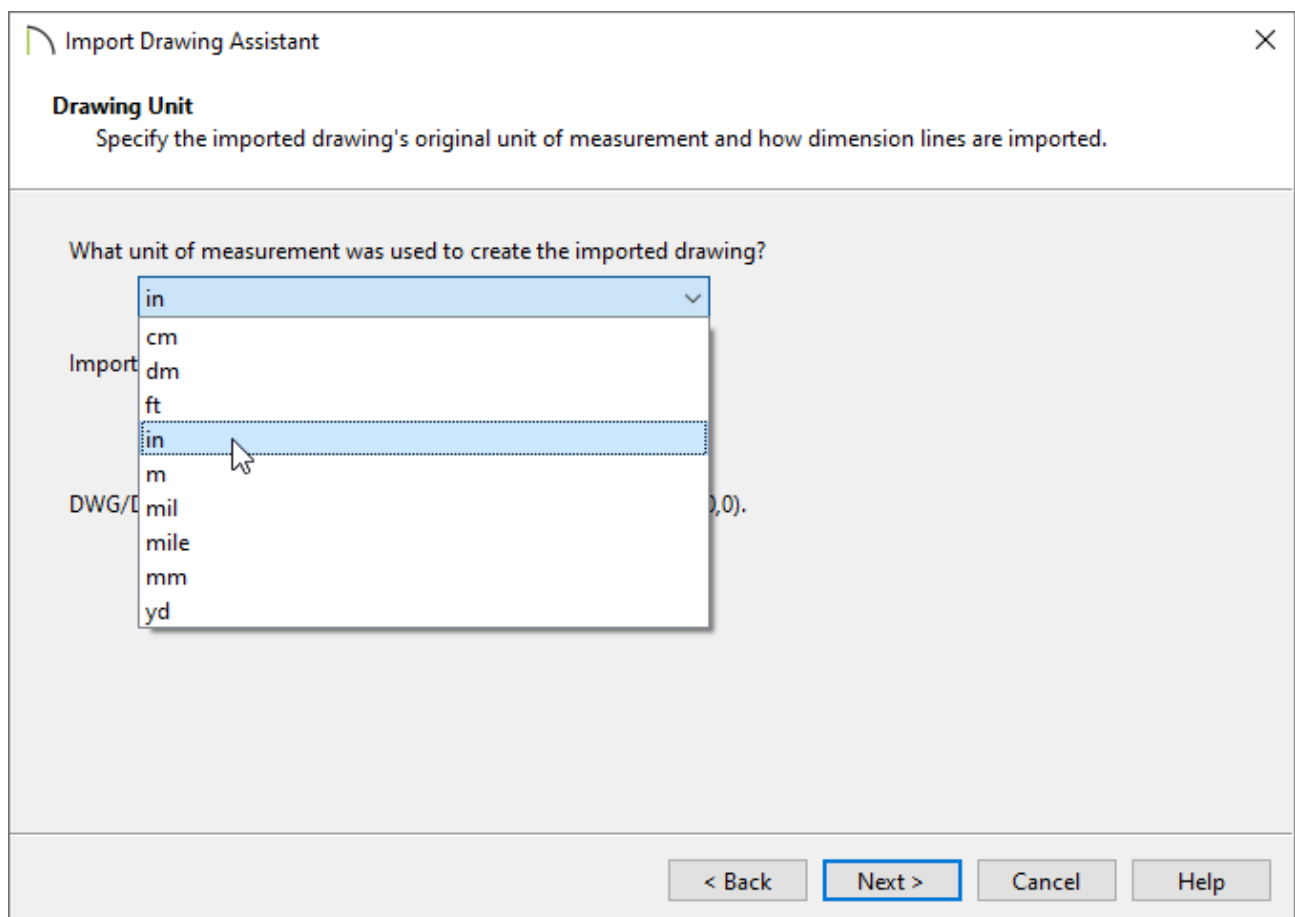 Import Drawing Assistant
Drawing Unit
Specify the imported drawing's original unit of measurement and how dimension lines are imported.
What unit of measurement was used to create the imported drawing?
in
cm
Import
dm
ft
in
m
DWG/
mil
,0).
mile
mm
yd
< Back
Next >
Cancel
Help